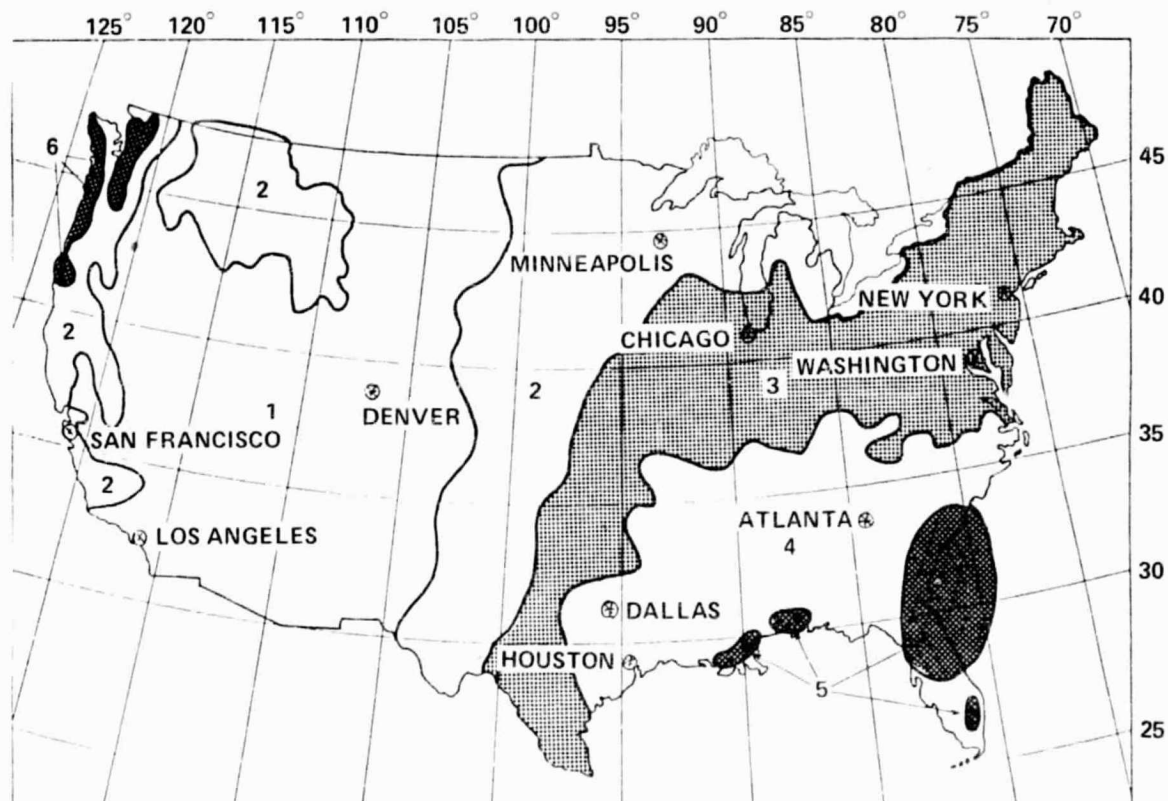 125° 120° 115° 110° 105° 100° 95° 90° 85° 80° 75° 70°
6
45
2
MINNEAPOLIS
NEW YORK
40
2
CHICAGO
WASHINGTON
2
3
DENVER
1
SAN FRANCISCO
35
2
ATLANTA
LOS ANGELES
4
30
DALLAS
HOUSTON
5
25